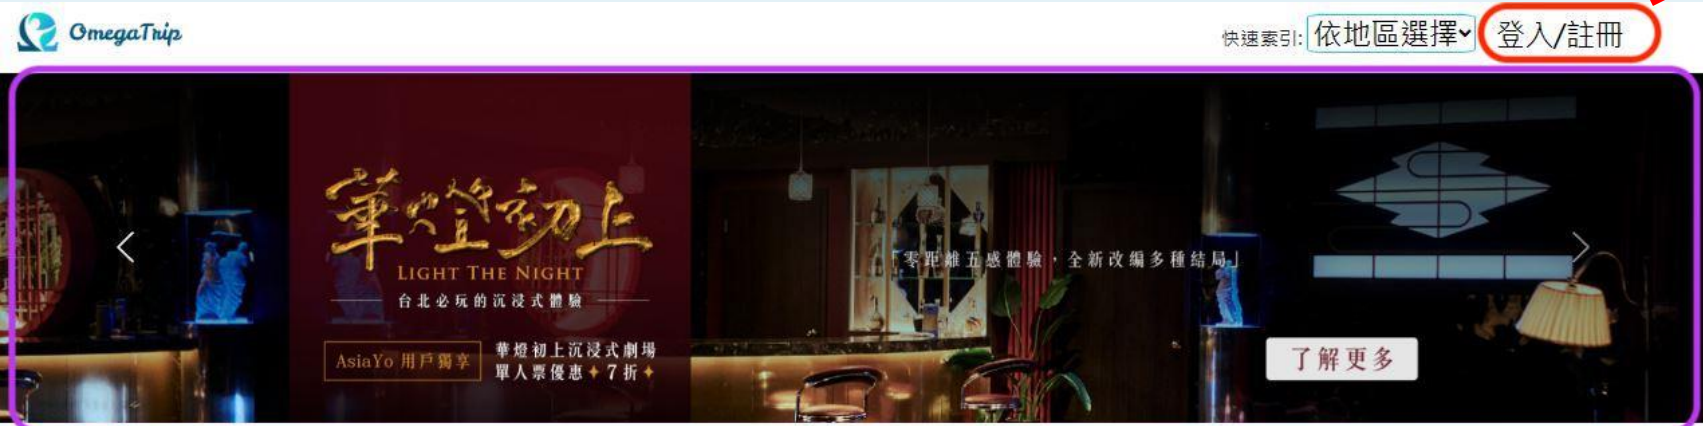 OmegaTrip
快速索引: 依地區選擇 登入/註冊
華燈初上
LIGHT THE NIGHT
台北必玩的沉浸式體驗
AsiaYo 用戶獨享
華燈初上沉浸式劇場
單人票優惠✦7折✦
「零距離五感體驗，全新改編多種結局」
了解更多